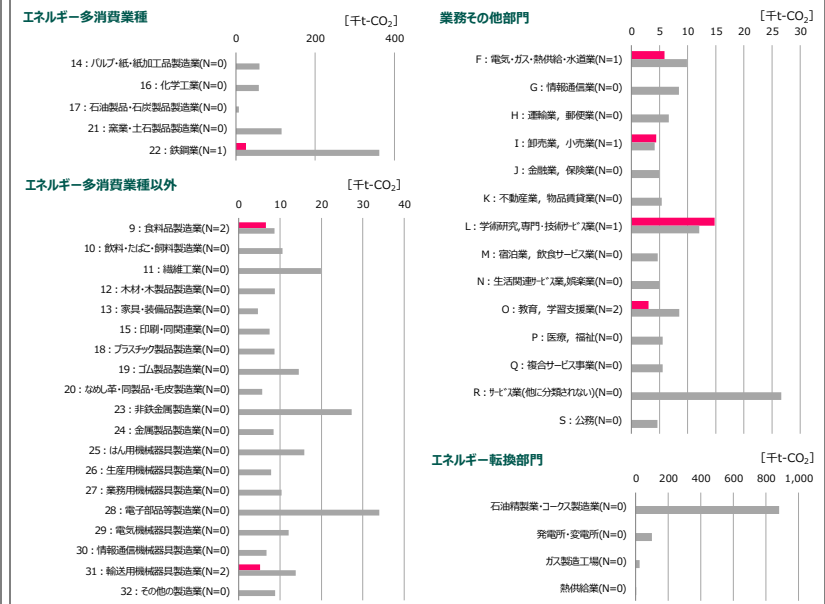 エネルギー多消費業種
[千t-CO₂]
0 200 400
14：パルプ・紙・紙加工品製造業(N=0)
16：化学工業(N=0)
17：石油製品・石炭製品製造業(N=0)
21：窯業・土石製品製造業(N=0)
22：鉄鋼業(N=1)
エネルギー多消費業種以外
[千t-CO₂]
0 10 20 30 40
9：食料品製造業(N=2)
10：飲料・たばこ・飼料製造業(N=0)
11：繊維工業(N=0)
12：木材・木製品製造業(N=0)
13：家具・装備品製造業(N=0)
15：印刷・同関連業(N=0)
18：プラスチック製品製造業(N=0)
19：ゴム製品製造業(N=0)
20：なめし革・同製品・毛皮製造業(N=0)
23：非鉄金属製造業(N=0)
24：金属製品製造業(N=0)
25：はん用機械器具製造業(N=0)
26：生産用機械器具製造業(N=0)
27：業務用機械器具製造業(N=0)
28：電子部品等製造業(N=0)
29：電気機械器具製造業(N=0)
30：情報通信機械器具製造業(N=0)
31：輸送用機械器具製造業(N=2)
32：その他の製造業(N=0)
業務その他部門
[千t-CO₂]
0 5 10 15 20 25 30
F：電気・ガス・熱供給・水道業(N=1)
G：情報通信業(N=0)
H：運輸業，郵便業(N=0)
I：卸売業，小売業(N=1)
J：金融業，保険業(N=0)
K：不動産業，物品賃貸業(N=0)
L：学術研究,専門・技術サービス業(N=1)
M：宿泊業，飲食サービス業(N=0)
N：生活関連サービス業,娯楽業(N=0)
O：教育，学習支援業(N=2)
P：医療，福祉(N=0)
Q：複合サービス事業(N=0)
R：サービス業(他に分類されない)(N=0)
S：公務(N=0)
エネルギー転換部門
[千t-CO₂]
0 200 400 600 800 1,000
石油精製業・コークス製造業(N=0)
発電所・変電所(N=0)
ガス製造工場(N=0)
熱供給業(N=0)